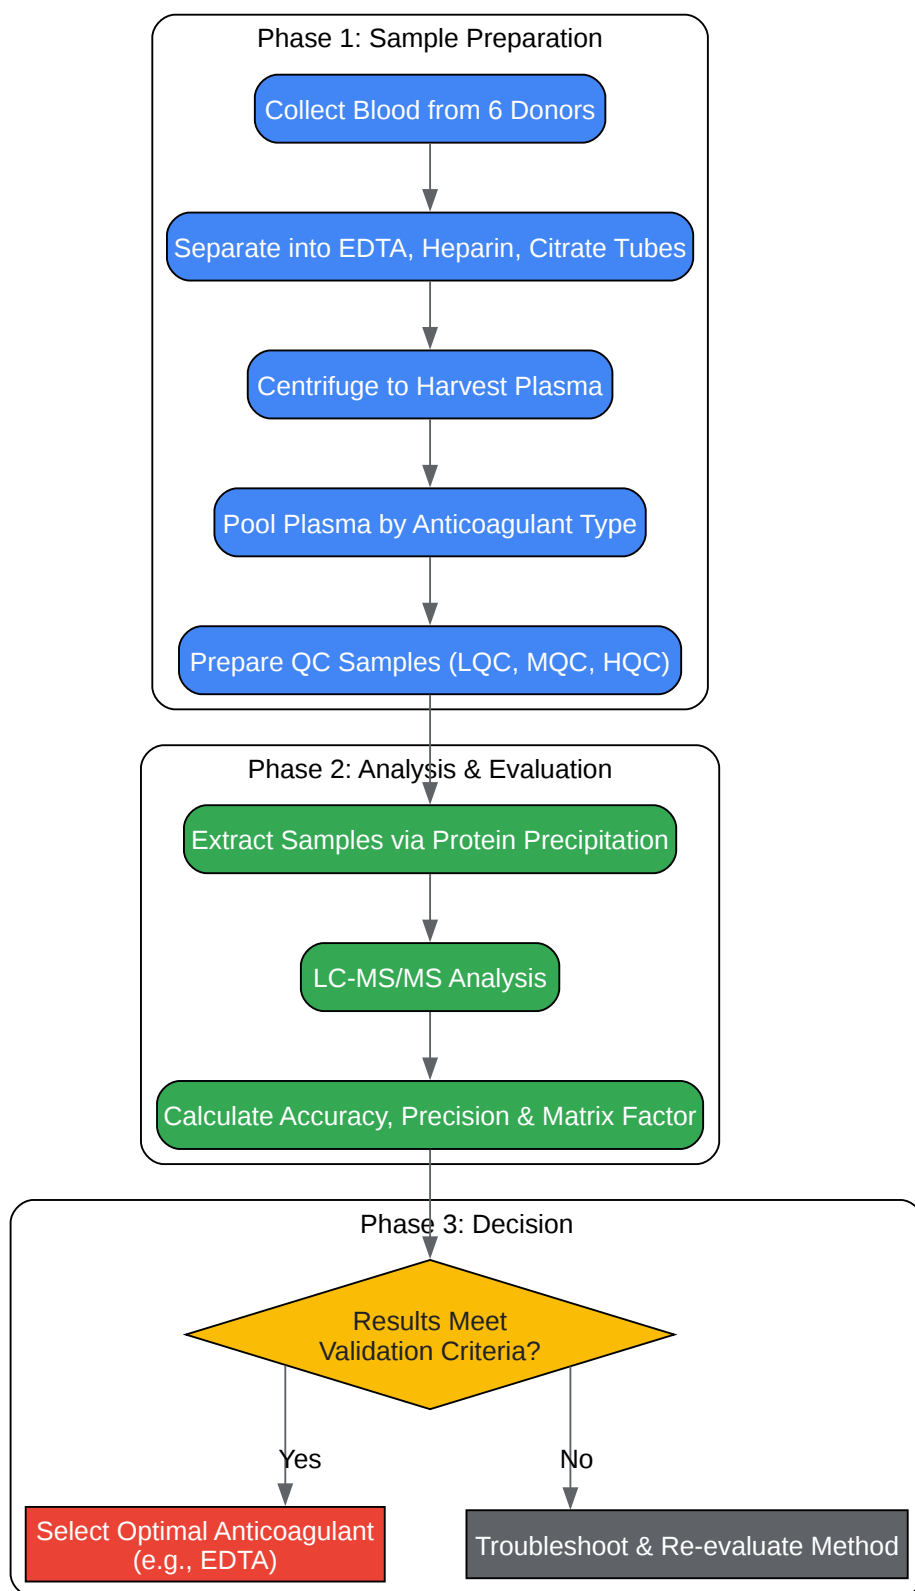 Phase 1: Sample Preparation
Collect Blood from 6 Donors
Separate into EDTA, Heparin, Citrate Tubes
Centrifuge to Harvest Plasma
Pool Plasma by Anticoagulant Type
Prepare QC Samples (LQC, MQC, HQC)
Phase 2: Analysis & Evaluation
Extract Samples via Protein Precipitation
LC-MS/MS Analysis
Calculate Accuracy, Precision & Matrix Factor
Phase 3: Decision
Results Meet
Validation Criteria?
Yes
No
Select Optimal Anticoagulant
(e.g., EDTA)
Troubleshoot & Re-evaluate Method